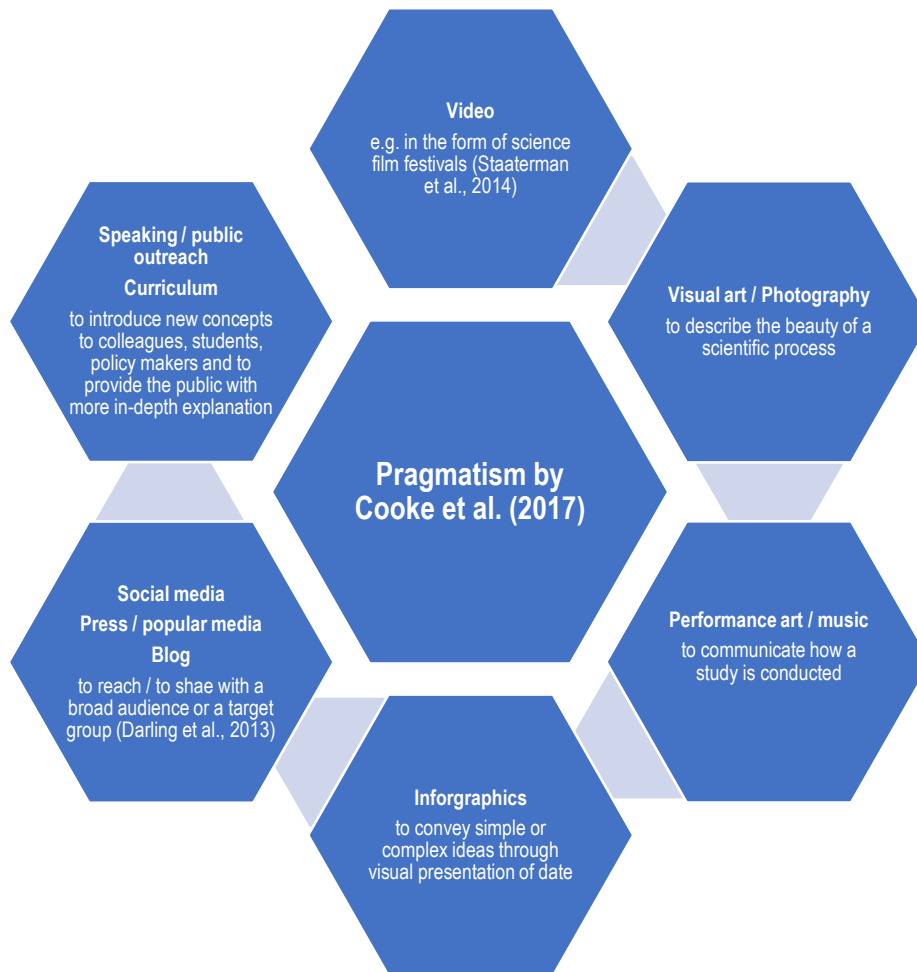 Video
e.g. in the form of science
film festivals (Staaterman
et al., 2014)
Speaking / public
outreach
Curriculum
to introduce new concepts
to colleagues, students,
policy makers and to
provide the public with
more in-depth explanation
Visual art / Photography
to describe the beauty of a
scientific process
Pragmatism by
Cooke et al. (2017)
Social media
Press / popular media
Blog
to reach / to shae with a
broad audience or a target
group (Darling et al., 2013)
Performance art / music
to communicate how a
study is conducted
Inforgraphics
to convey simple or
complex ideas through
visual presentation of date